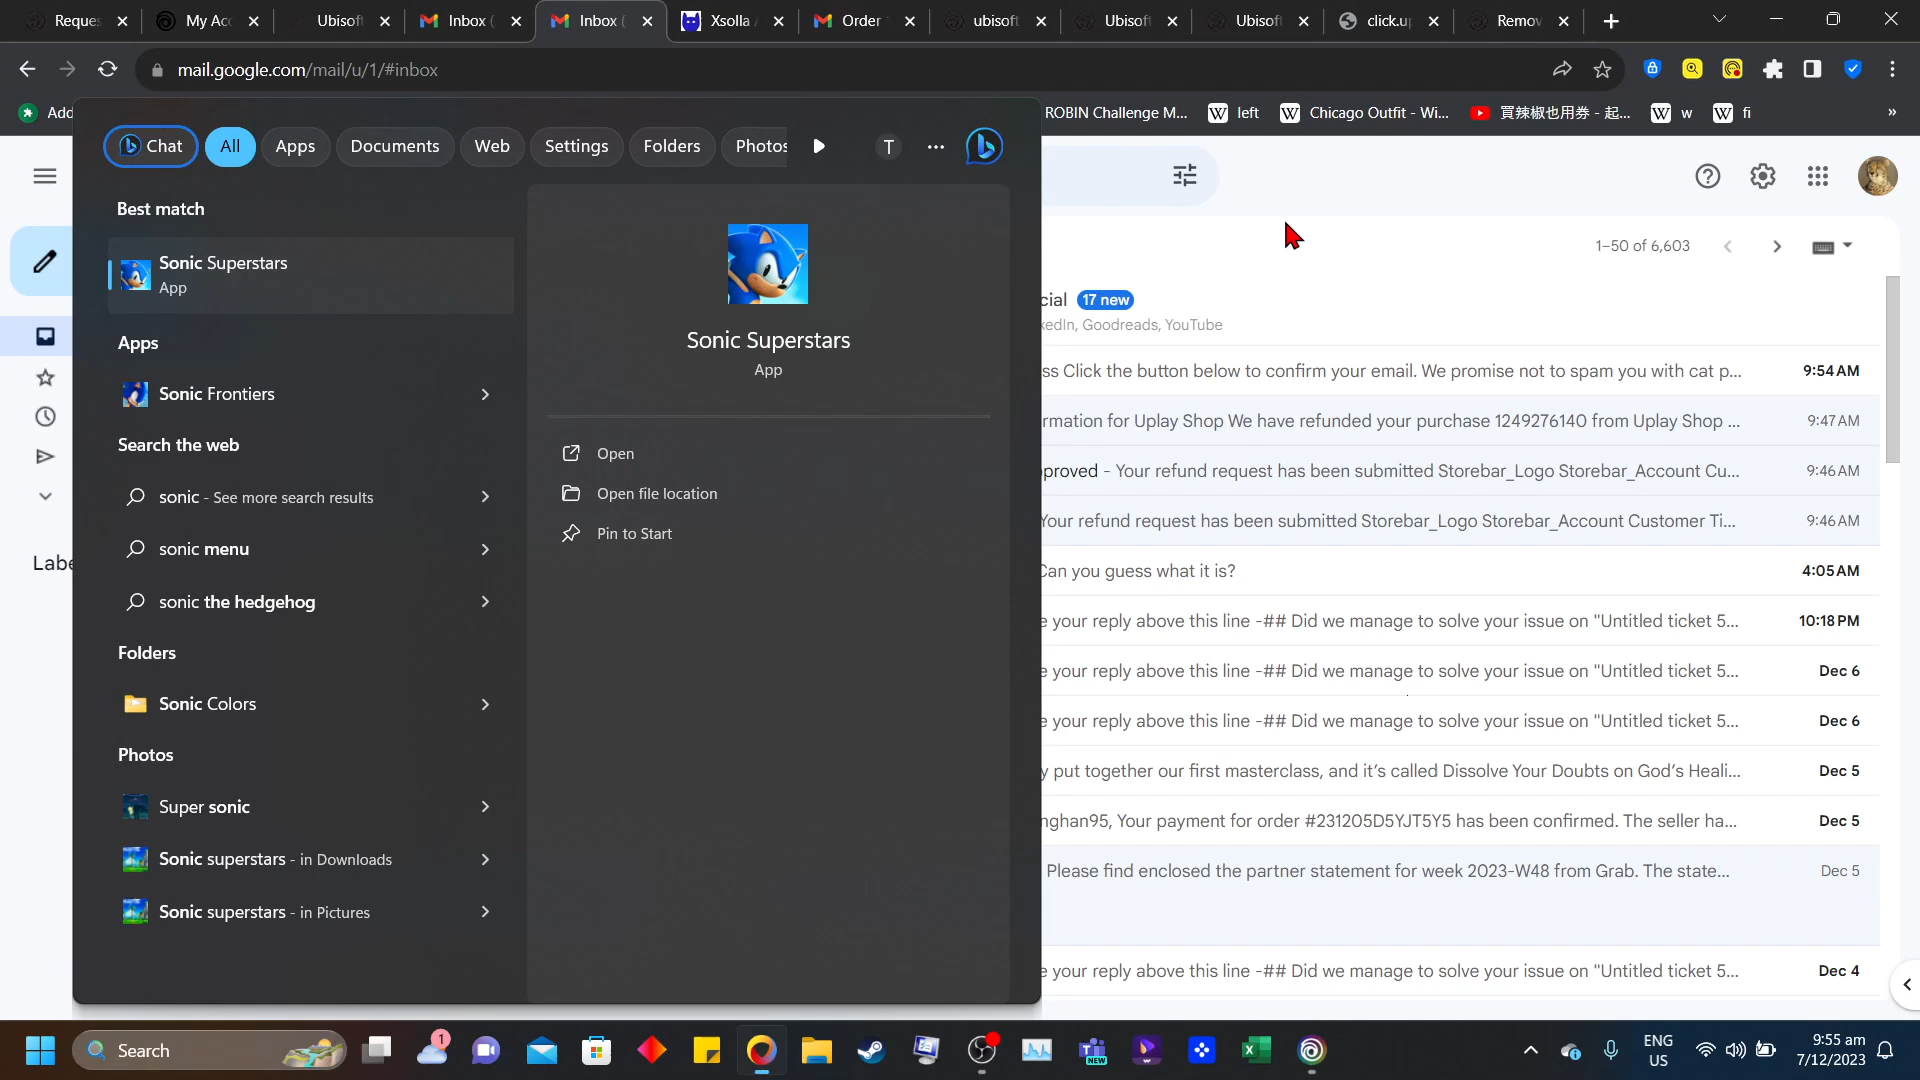 Reques
My Acc
Ubisoft
Inbox (
Inbox (
Xsolla
Order
ubisoft
Ubisof
Ubisoft
click.u
Remov
mail.google.com/mail/u/1/#inbox
Add
ROBIN Challenge M...
W left
W Chicago Outfit - Wi...
買辣椒也用券 - 起...
W w
W fi
»
Chat
All
Apps
Documents
Web
Settings
Folders
Photos
T
Best match
Sonic Superstars
App
Apps
Sonic Frontiers
Search the web
sonic - See more search results
sonic menu
sonic the hedgehog
Folders
Sonic Colors
Photos
Super sonic
Sonic superstars - in Downloads
Sonic superstars - in Pictures
Sonic Superstars
App
Open
Open file location
Pin to Start
Labe
1–50 of 6,603
cial 17 new
kedIn, Goodreads, YouTube
ss Click the button below to confirm your email. We promise not to spam you with cat p... 9:54 AM
rmation for Uplay Shop We have refunded your purchase 1249276140 from Uplay Shop ... 9:47 AM
proved - Your refund request has been submitted Storebar_Logo Storebar_Account Cu... 9:46 AM
Your refund request has been submitted Storebar_Logo Storebar_Account Customer Ti... 9:46 AM
Can you guess what it is? 4:05 AM
e your reply above this line -## Did we manage to solve your issue on "Untitled ticket 5... 10:18 PM
e your reply above this line -## Did we manage to solve your issue on "Untitled ticket 5... Dec 6
e your reply above this line -## Did we manage to solve your issue on "Untitled ticket 5... Dec 6
y put together our first masterclass, and it's called Dissolve Your Doubts on God's Heali... Dec 5
nghan95, Your payment for order #231205D5YJT5Y5 has been confirmed. The seller ha... Dec 5
Please find enclosed the partner statement for week 2023-W48 from Grab. The state... Dec 5
e your reply above this line -## Did we manage to solve your issue on "Untitled ticket 5... Dec 4
Search
1
NEW
ENG
US
9:55 am
7/12/2023